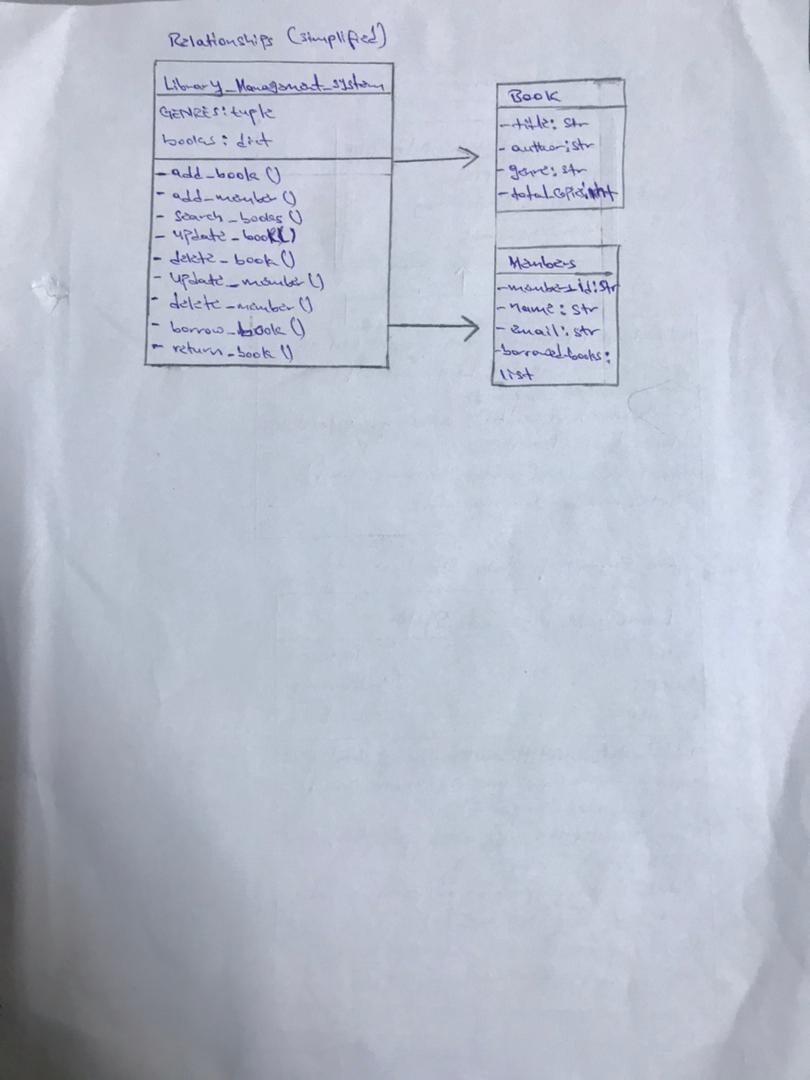 Relationships (simplified)
Library_Management_system
GENRES: tuple
books: dict
- add_book ()
- add_member ()
- search_books ()
- update_book()
- delete_book ()
- update_member ()
- delete_member ()
- borrow_book ()
- return_book ()
Book
- title: str
- author: str
- genre: str
- total_copies: int
Members
- members_id: str
- name: str
- email: str
- borrowed_books:
list